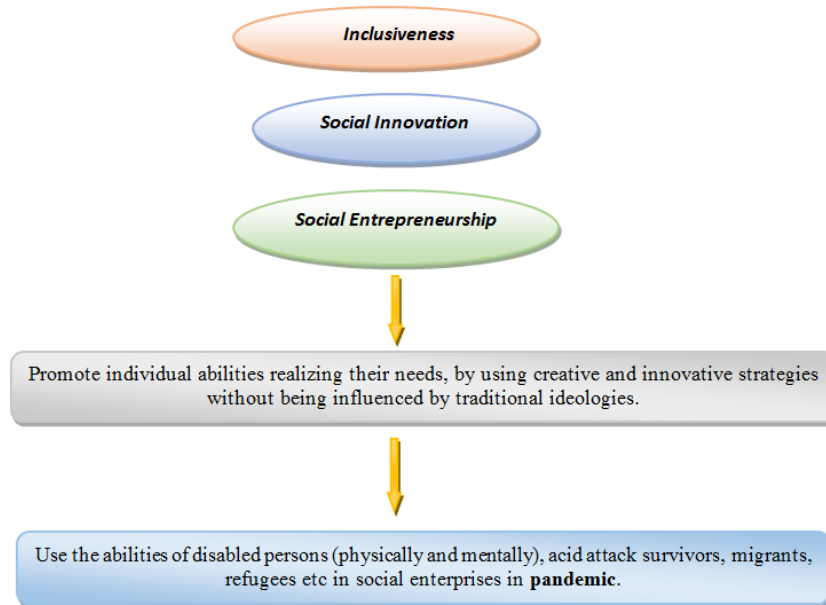 Inclusiveness
Social Innovation
Social Entrepreneurship
Promote individual abilities realizing their needs, by using creative and innovative strategies
without being influenced by traditional ideologies.
Use the abilities of disabled persons (physically and mentally), acid attack survivors, migrants,
refugees etc in social enterprises in pandemic.